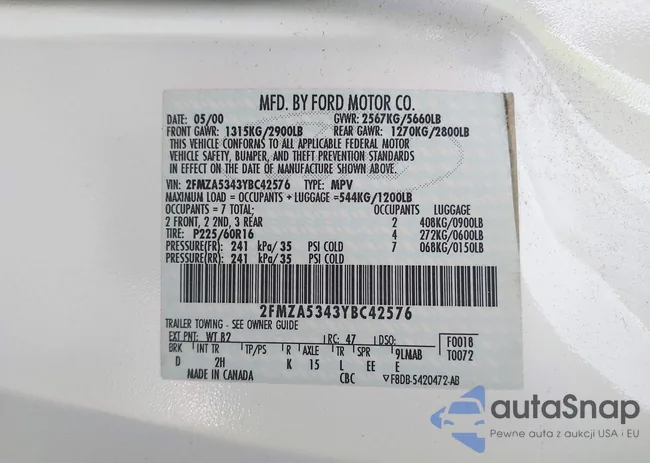 MFD. BY FORD MOTOR CO.
DATE: 05/00 GVWR: 2567KG/5660LB
FRONT GAWR: 1315KG/2900LB REAR GAWR: 1270KG/2800LB
THIS VEHICLE CONFORMS TO ALL APPLICABLE FEDERAL MOTOR
VEHICLE SAFETY, BUMPER, AND THEFT PREVENTION STANDARDS
IN EFFECT ON THE DATE OF MANUFACTURE SHOWN ABOVE.
VIN: 2FMZA5343YBC42576 TYPE: MPV
MAXIMUM LOAD = OCCUPANTS + LUGGAGE = 544KG/1200LB
OCCUPANTS = 7 TOTAL; OCCUPANTS LUGGAGE
2 FRONT, 2 2ND, 3 REAR 2 408KG/0900LB
TIRE: P225/60R16 4 272KG/0600LB
PRESSURE(FR): 241 kPa/35 PSI COLD 7 068KG/0150LB
PRESSURE(RR): 241 kPa/35 PSI COLD
2FMZA5343YBC42576
TRAILER TOWING - SEE OWNER GUIDE
EXT PNT: WT B2 RC: 47 DSO: F0018
BRK INT TR TP/PS R AXLE TR SPR 9LMAB T0072
D 2H K 15 L EE E
MADE IN CANADA CBC F8DB-5420472-AB
autaSnap
Pewne auta z aukcji USA i EU